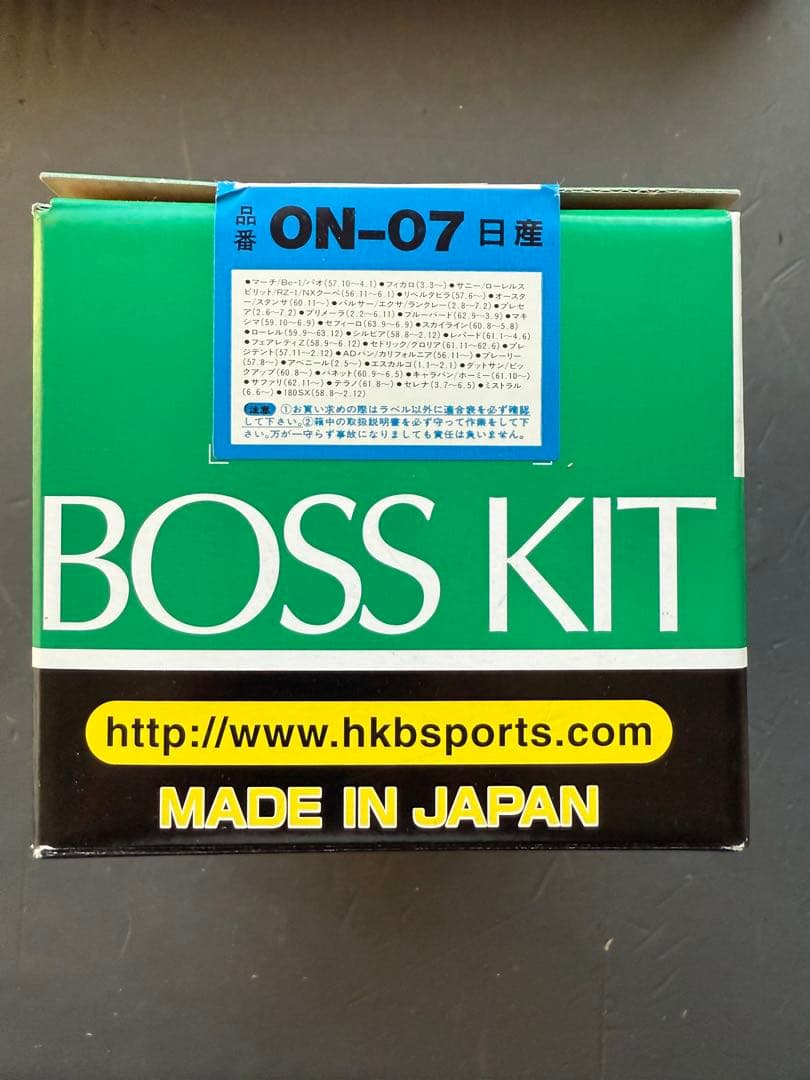 品番 ON-07 日産
●マーチ/Be-1/パオ(57.10〜4.1)●フィガロ(3.3〜)●サニー/ローレルス
ピリット/RZ-1/NXクーペ(56.11〜6.1)●リベルタビラ(57.6〜)●オースタ
ー/スタンザ(60.11〜)●パルサー/エクサ/ラングレー(2.8〜7.2)●プレセ
ア(2.6〜7.2)●プリメーラ(2.2〜6.11)●ブルーバード(62.9〜3.9)●マキ
シマ(59.10〜6.9)●セフィーロ(63.9〜6.9)●スカイライン(60.8〜5.8)
●ローレル(59.9〜63.12)●シルビア(58.8〜2.12)●レパード(61.1〜4.6)
●フェアレディZ(58.9〜6.12)●セドリック/グロリア(61.11〜62.6)●プレ
ジデント(57.11〜2.12)●ADバン/カリフォルニア(56.11〜)●プレーリー
(57.8〜)●アベニール(2.5〜)●エスカルゴ(1.1〜2.1)●ダットサン/ピッ
クアップ(60.8〜)●バネット(60.9〜6.5)●キャラバン/ホーミー(61.10〜)
●サファリ(62.11〜)●テラノ(61.8〜)●セレナ(3.7〜6.5)●ミストラル
(6.6〜)●180SX(58.8〜2.12)
注意 ①お買い求めの際はラベル以外に適合表を必ず確認
して下さい。②箱中の取扱説明書を必ず守って作業をして下
さい。万が一守らず事故になりましても責任は負いません。
BOSS KIT
http://www.hkbsports.com
MADE IN JAPAN